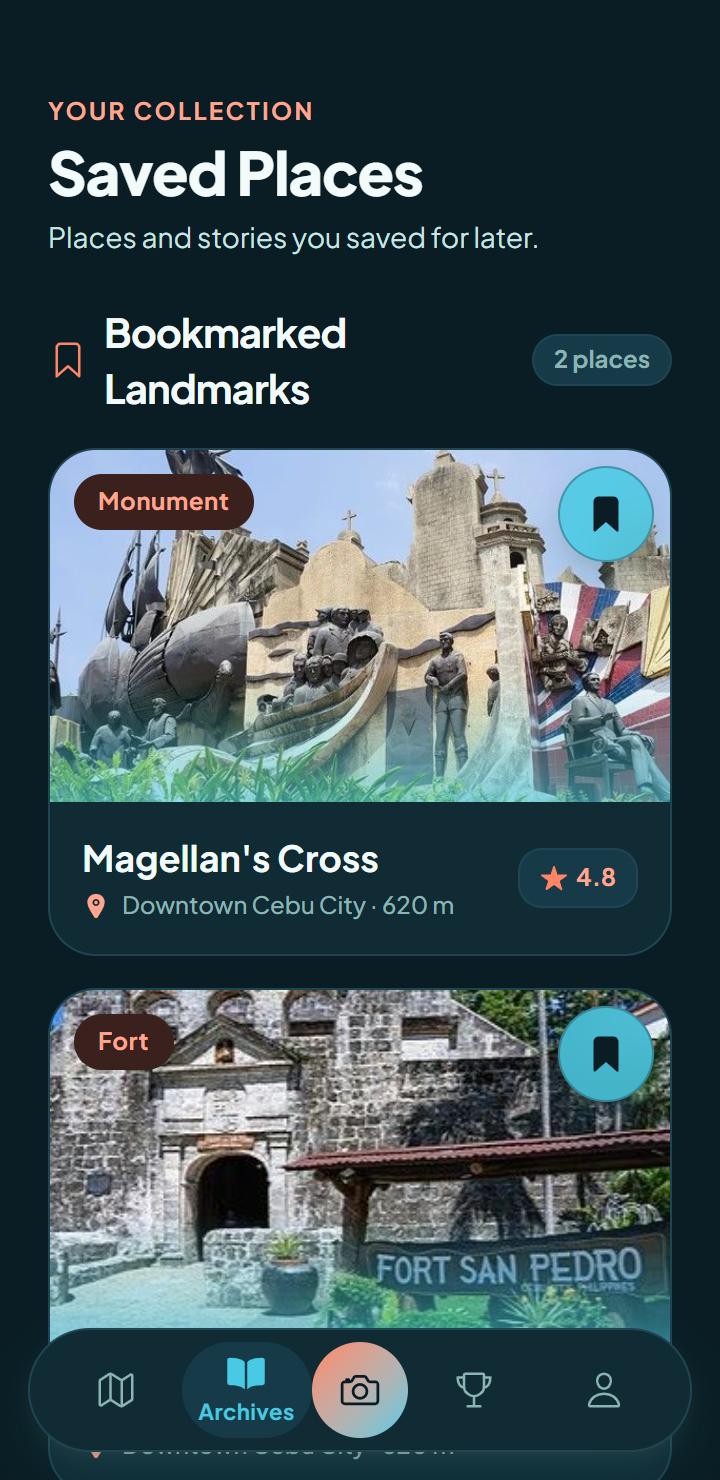 YOUR COLLECTION
Saved Places
Places and stories you saved for later.
Bookmarked
Landmarks
2 places
Monument
Magellan's Cross
Downtown Cebu City · 620 m
4.8
Fort
FORT SAN PEDRO
Archives